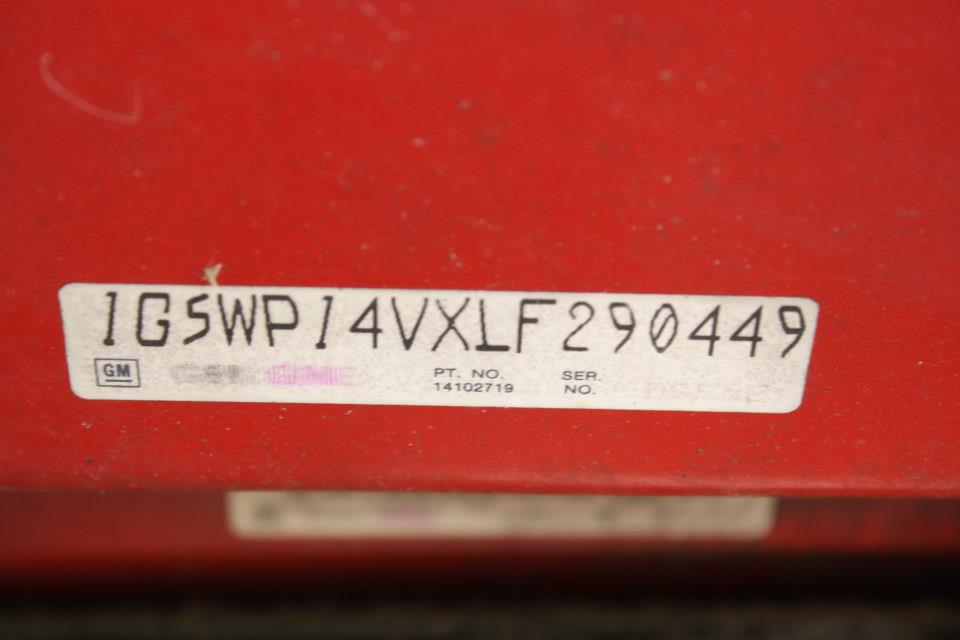 1G5WP14VXLF290449
GM
PT. NO.
14102719
SER.
NO.